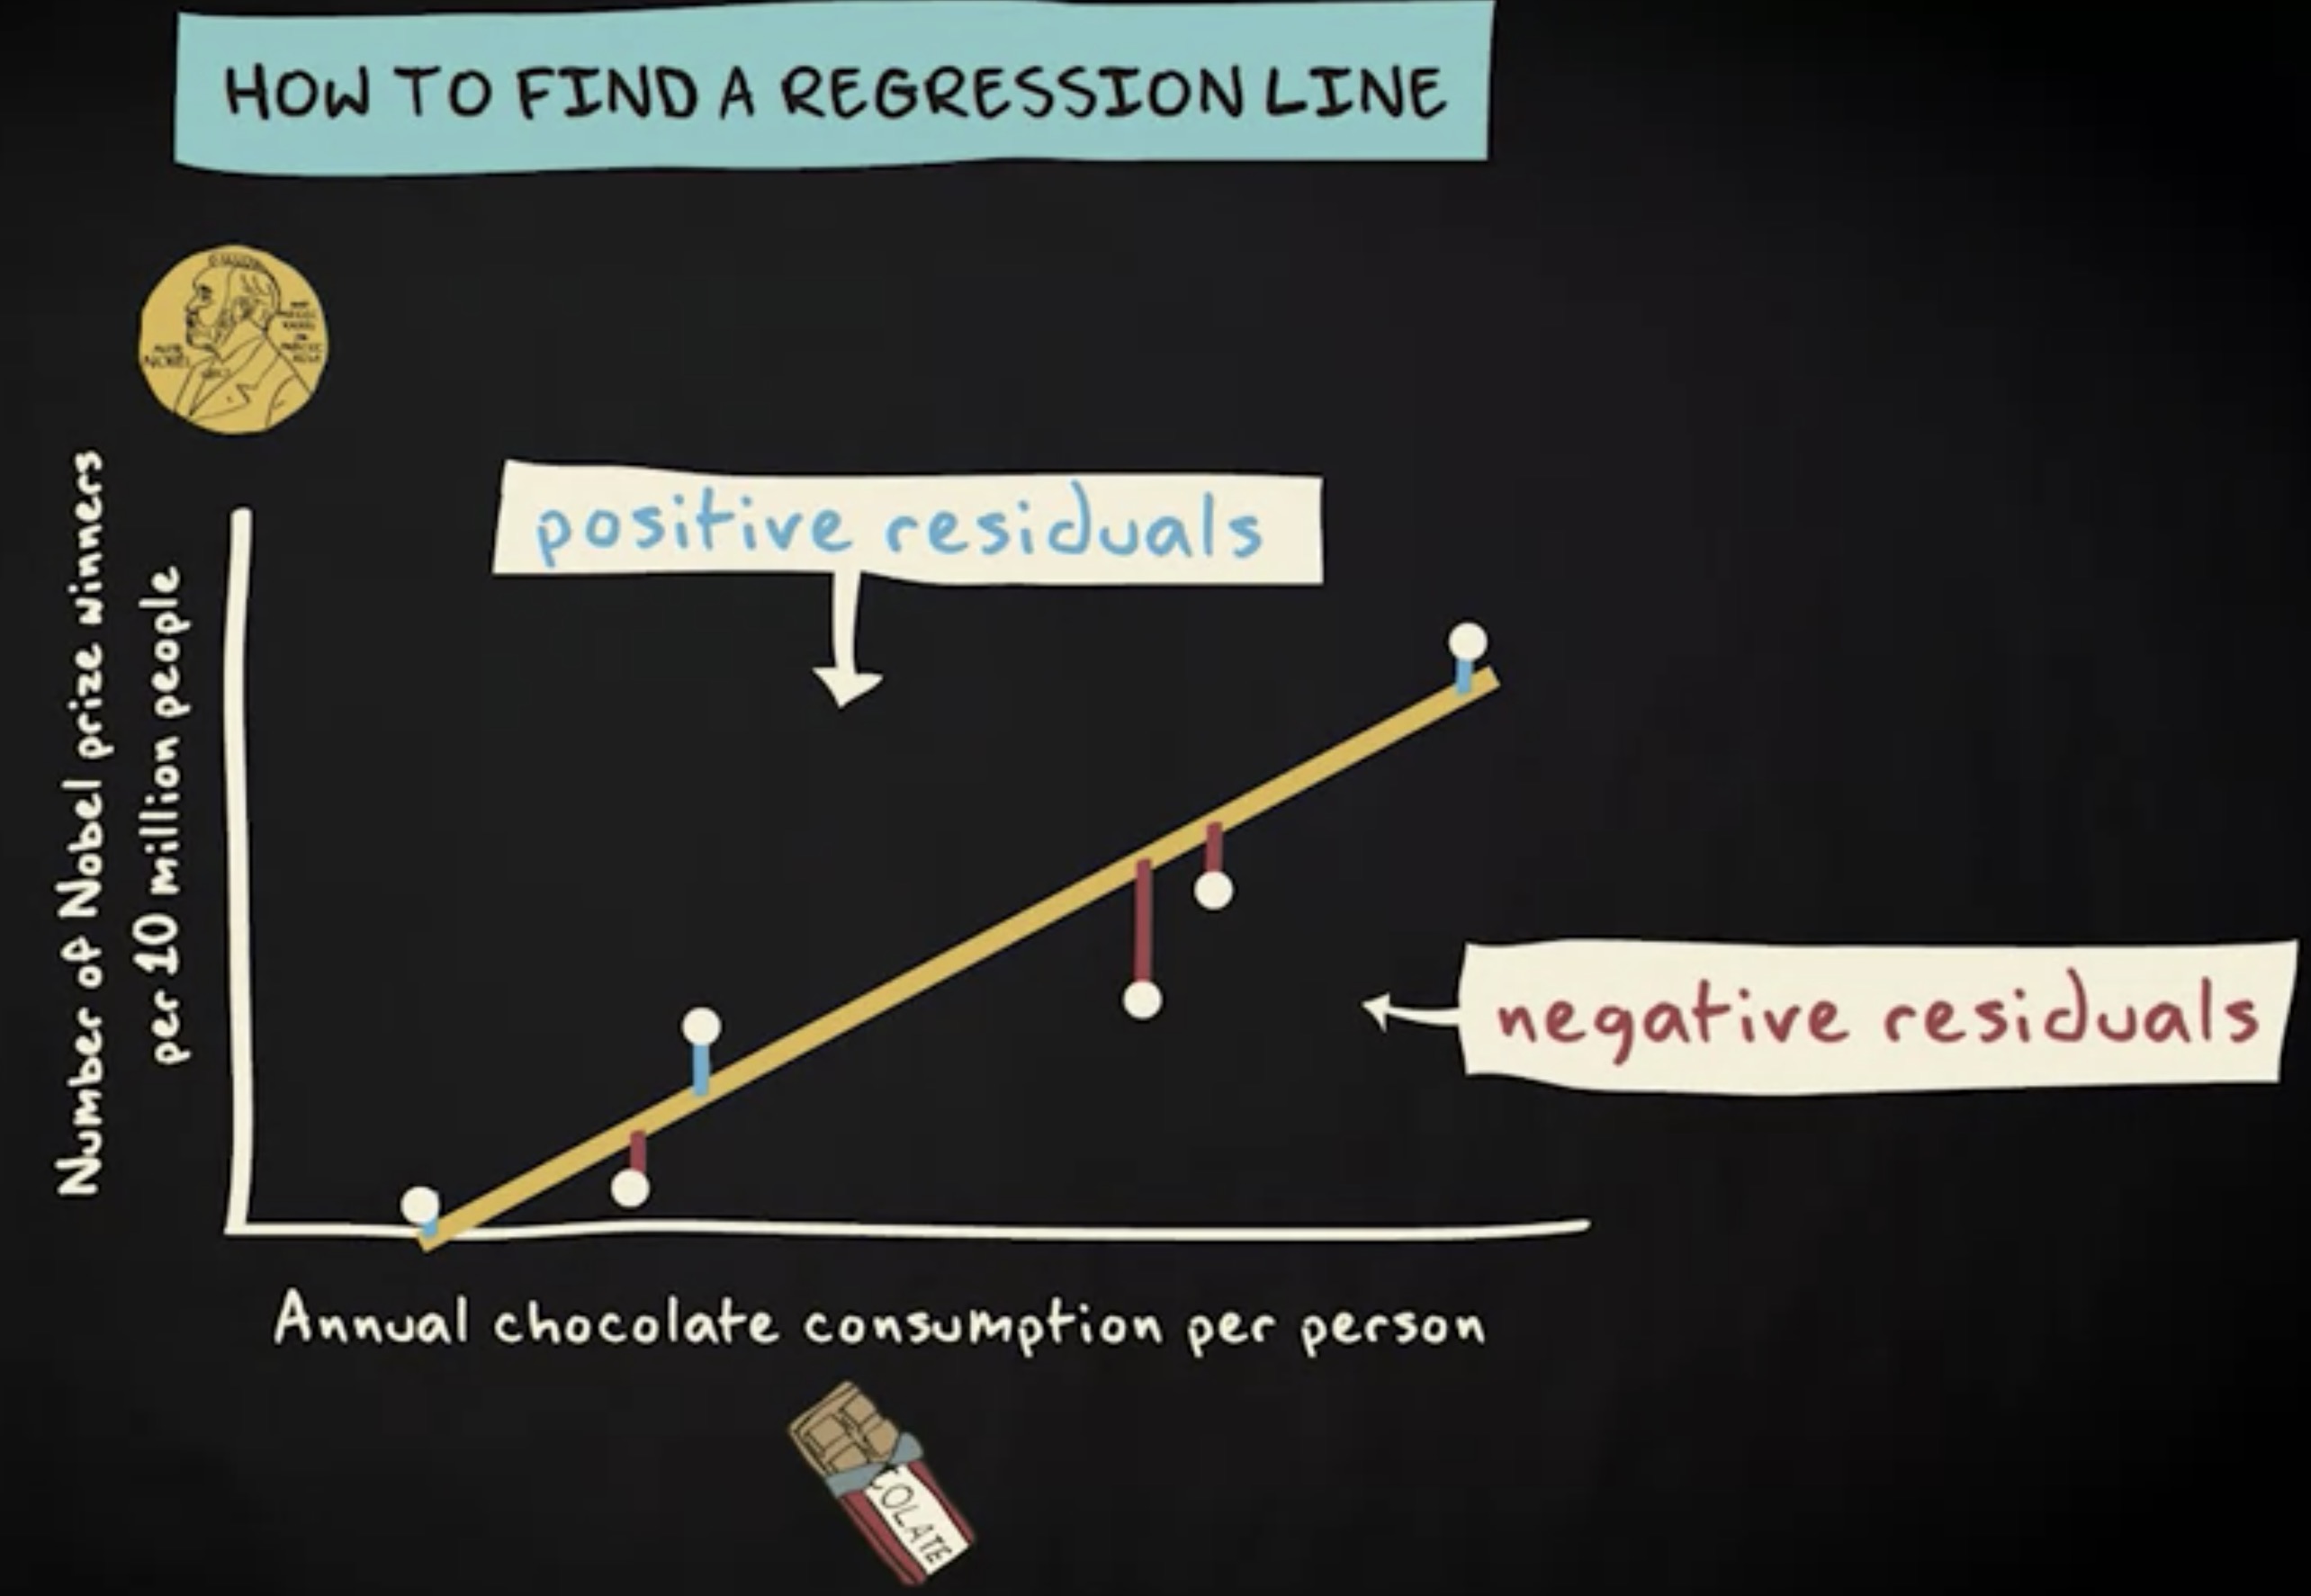 HOW TO FIND A REGRESSION LINE
positive residuals
Number of Nobel prize winners
per 10 million people
negative residuals
Annual chocolate consumption per person
COLATE